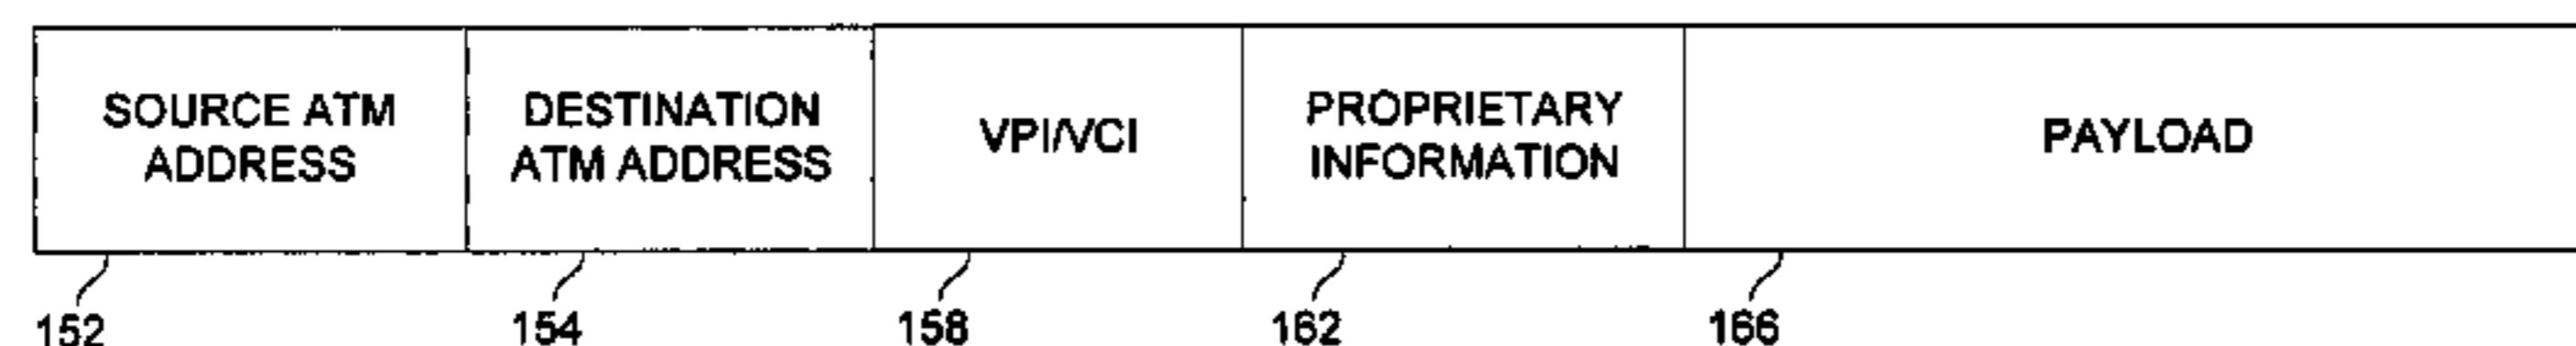 SOURCE ATM
ADDRESS
DESTINATION
ATM ADDRESS
VPI/VCI
PROPRIETARY
INFORMATION
PAYLOAD
152
154
158
162
166